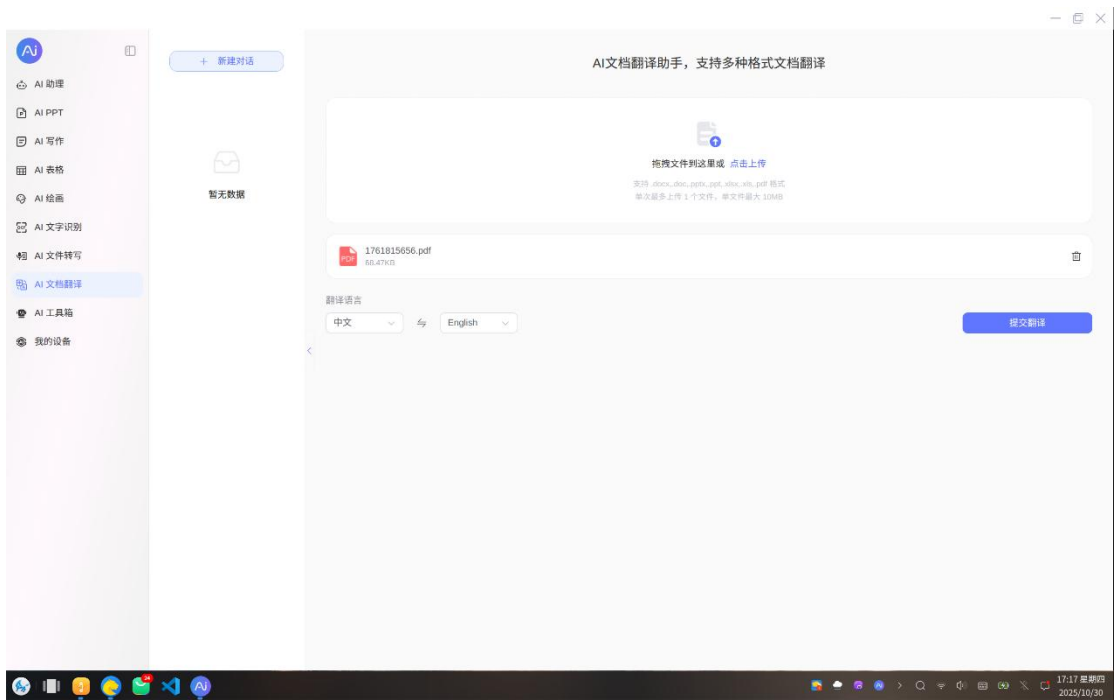 Ai
AI 助理
AI PPT
AI 写作
AI 表格
AI 绘画
AI 文字识别
AI 文件转写
AI 文档翻译
AI 工具箱
我的设备
+ 新建对话
暂无数据
AI文档翻译助手，支持多种格式文档翻译
拖拽文件到这里或 点击上传
支持 .docx,.doc,.pptx,.ppt,.xlsx,.xls,.pdf 格式
单次最多上传 1 个文件，单文件最大 10MB
PDF
1761815656.pdf
翻译语言
中文
English
提交翻译
17:17 星期四
2025/10/30